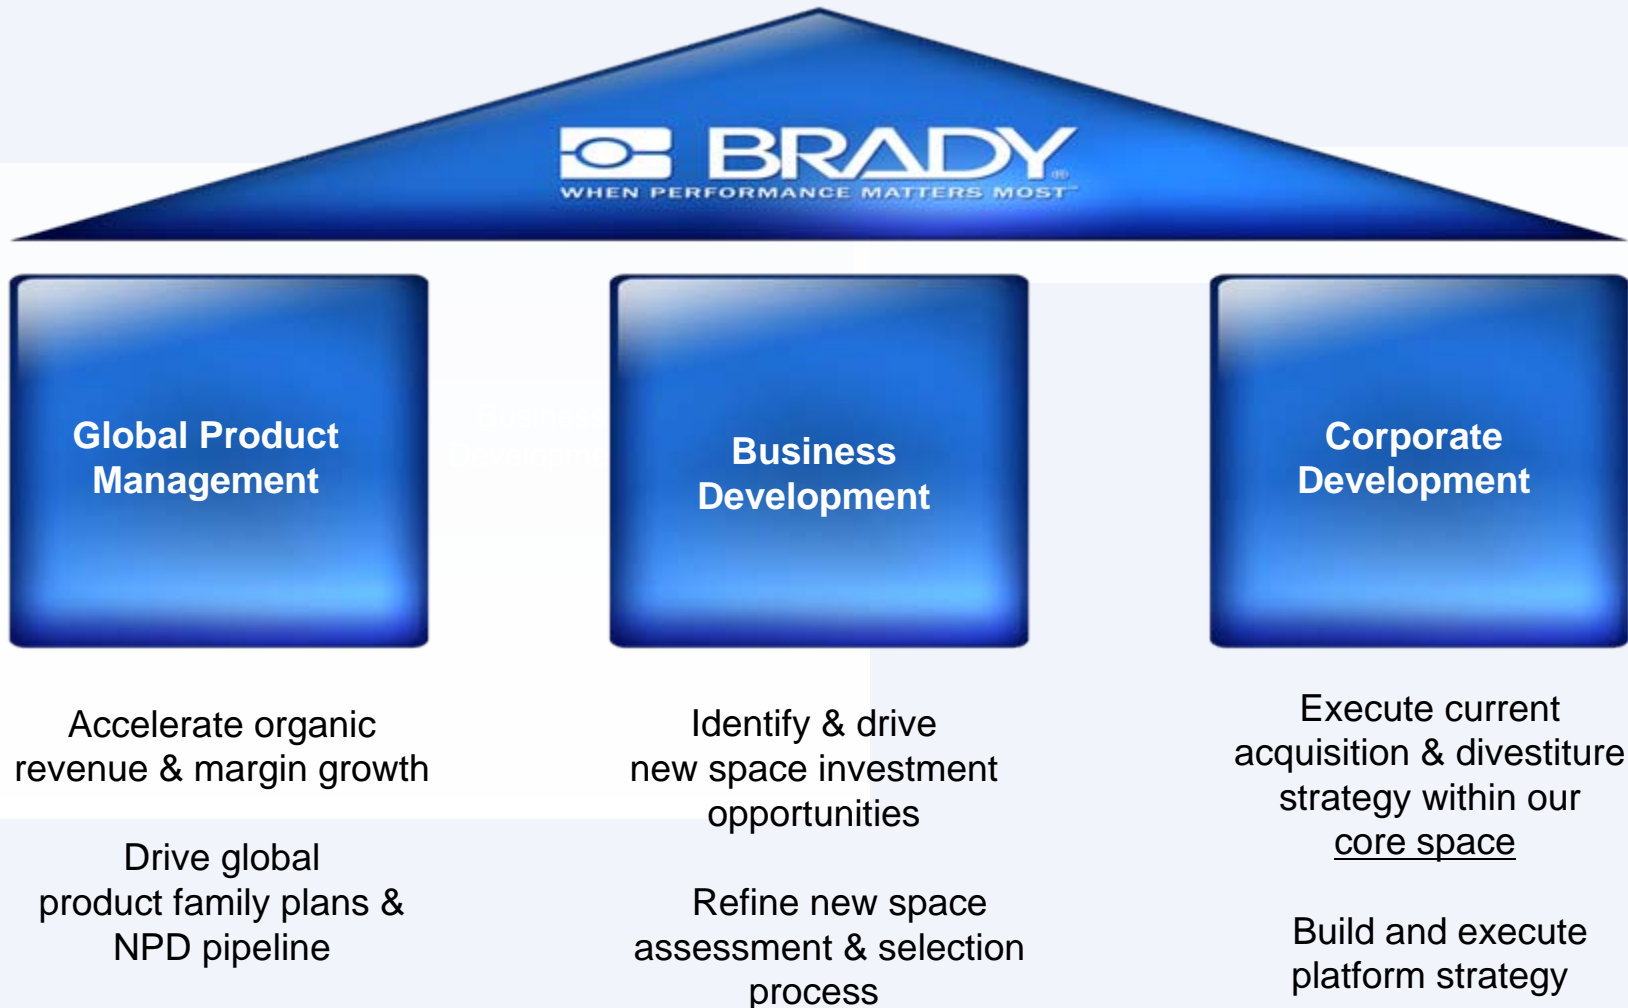 BRADY
WHEN PERFORMANCE MATTERS MOST
Global Product
Management
Accelerate organic
revenue & margin growth
Drive global
product family plans &
NPD pipeline
Business
Development
Identify & drive
new space investment
opportunities
Refine new space
assessment & selection
process
Corporate
Development
Execute current
acquisition & divestiture
strategy within our
core space
Build and execute
platform strategy